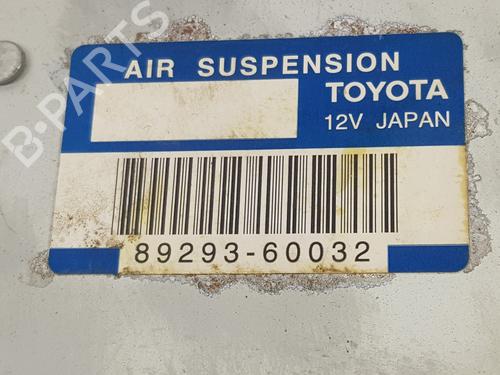 AIR SUSPENSION
TOYOTA
12V JAPAN
89293-60032
B-PARTS